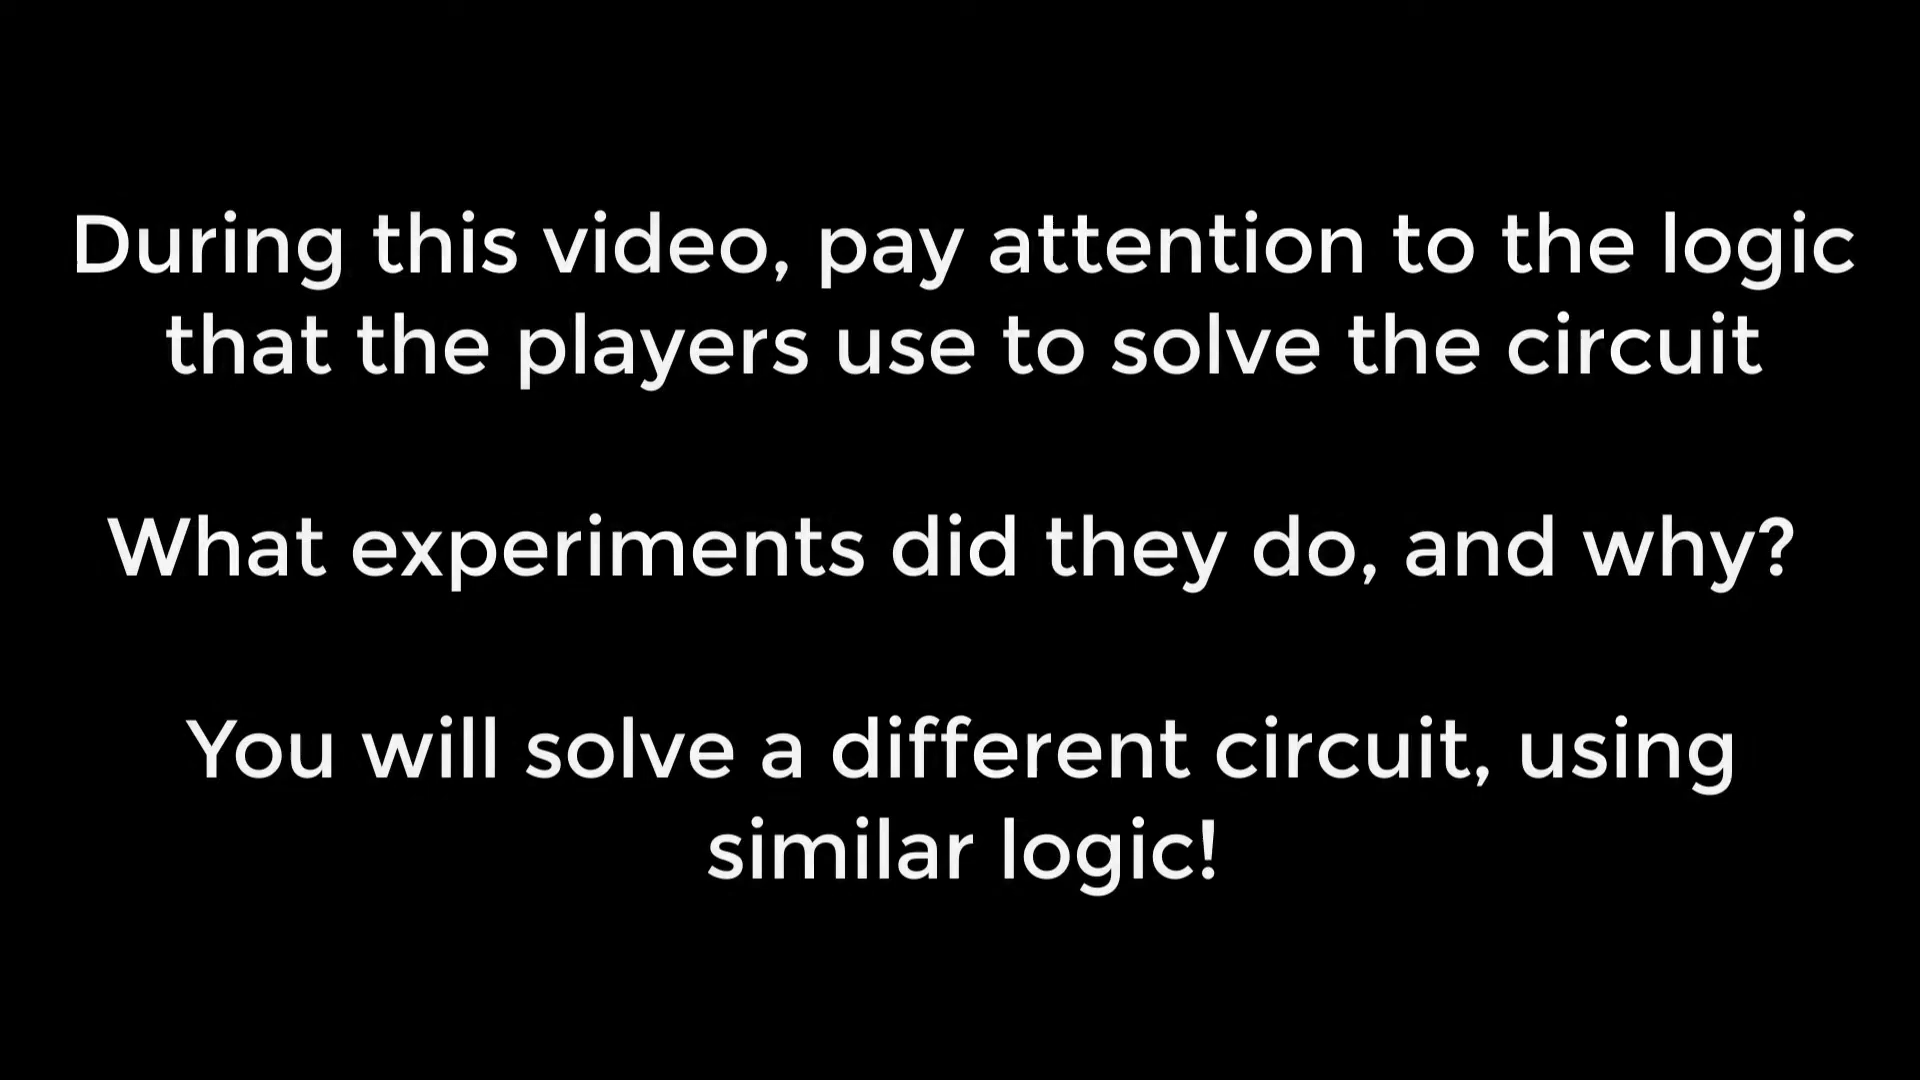 During this video, pay attention to the logic
that the players use to solve the circuit
What experiments did they do, and why?
You will solve a different circuit, using
similar logic!